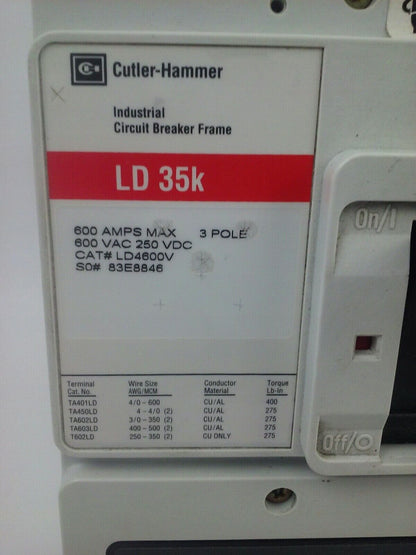 Cutler-Hammer
Industrial
Circuit Breaker Frame
LD 35k
600 AMPS MAX 3 POLE
600 VAC 250 VDC
CAT# LD4600V
SO# 83E8846
Terminal Wire Size Conductor Torque
Cat. No. AWG/MCM Material Lb-In
TA401LD 4/0 - 600 CU/AL 400
TA450LD 4 - 4/0 (2) CU/AL 275
TA602LD 3/0 - 350 (2) CU/AL 275
TA603LD 400 - 500 (2) CU/AL 275
T602LD 250 - 350 (2) CU ONLY 275
On/I
Off/O